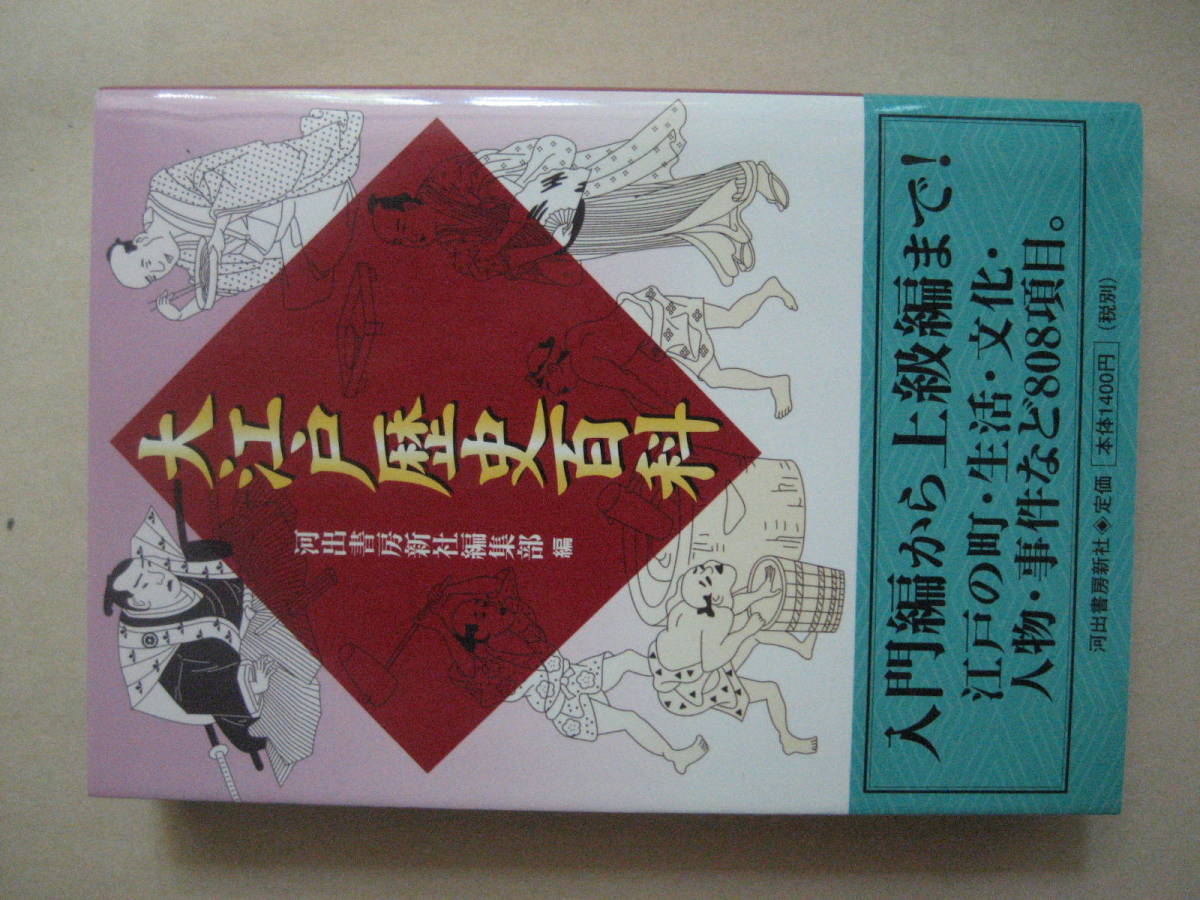 大江戸歴史百科
河出書房新社編集部 編
入門編から上級編まで!
江戸の町・生活・文化・
人物・事件など808項目。
河出書房新社◆定価 本体1400円 (税別)